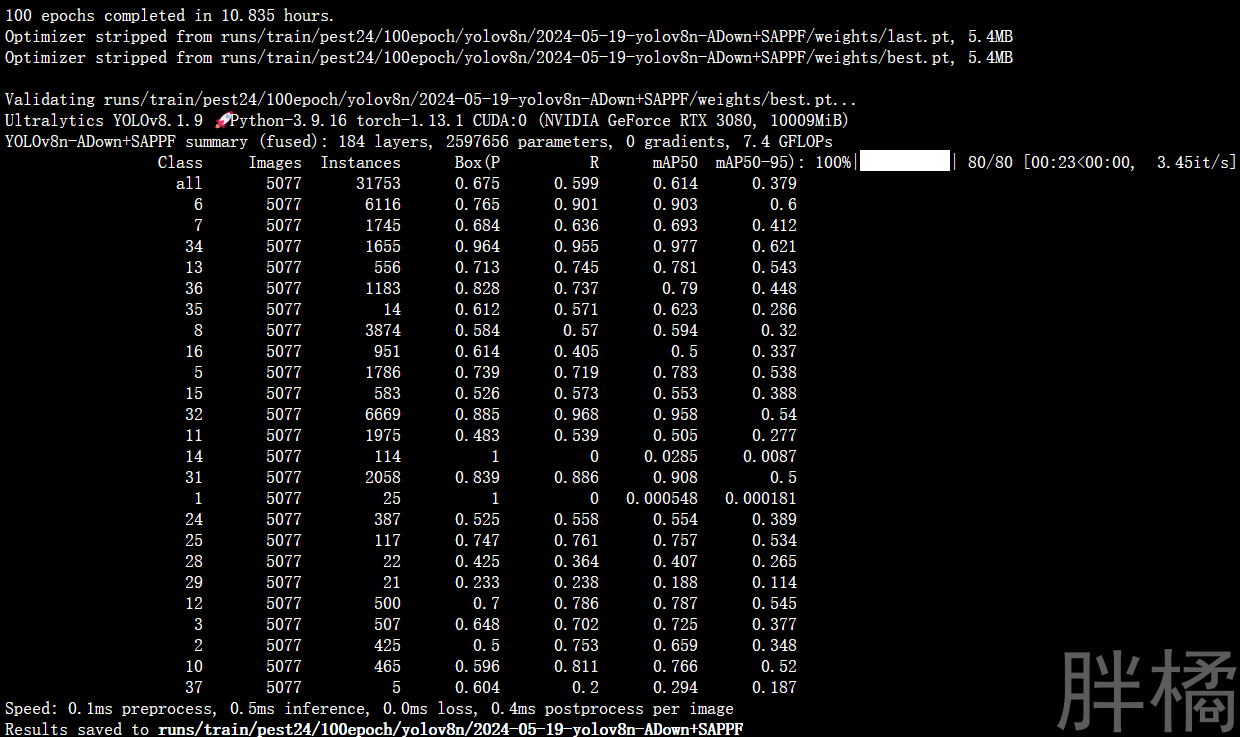 100 epochs completed in 10.835 hours.
Optimizer stripped from runs/train/pest24/100epoch/yolov8n/2024-05-19-yolov8n-ADown+SAPPF/weights/last.pt, 5.4MB
Optimizer stripped from runs/train/pest24/100epoch/yolov8n/2024-05-19-yolov8n-ADown+SAPPF/weights/best.pt, 5.4MB
Validating runs/train/pest24/100epoch/yolov8n/2024-05-19-yolov8n-ADown+SAPPF/weights/best.pt...
Ultralytics YOLOv8.1.9 🚀Python-3.9.16 torch-1.13.1 CUDA:0 (NVIDIA GeForce RTX 3080, 10009MiB)
YOLOv8n-ADown+SAPPF summary (fused): 184 layers, 2597656 parameters, 0 gradients, 7.4 GFLOPs
Class Images Instances Box(P R mAP50 mAP50-95): 100%|█████████| 80/80 [00:23<00:00, 3.45it/s]
all 5077 31753 0.675 0.599 0.614 0.379
6 5077 6116 0.765 0.901 0.903 0.6
7 5077 1745 0.684 0.636 0.693 0.412
34 5077 1655 0.964 0.955 0.977 0.621
13 5077 556 0.713 0.745 0.781 0.543
36 5077 1183 0.828 0.737 0.79 0.448
35 5077 14 0.612 0.571 0.623 0.286
8 5077 3874 0.584 0.57 0.594 0.32
16 5077 951 0.614 0.405 0.5 0.337
5 5077 1786 0.739 0.719 0.783 0.538
15 5077 583 0.526 0.573 0.553 0.388
32 5077 6669 0.885 0.968 0.958 0.54
11 5077 1975 0.483 0.539 0.505 0.277
14 5077 114 1 0 0.0285 0.0087
31 5077 2058 0.839 0.886 0.908 0.5
1 5077 25 1 0 0.000548 0.000181
24 5077 387 0.525 0.558 0.554 0.389
25 5077 117 0.747 0.761 0.757 0.534
28 5077 22 0.425 0.364 0.407 0.265
29 5077 21 0.233 0.238 0.188 0.114
12 5077 500 0.7 0.786 0.787 0.545
3 5077 507 0.648 0.702 0.725 0.377
2 5077 425 0.5 0.753 0.659 0.348
10 5077 465 0.596 0.811 0.766 0.52
37 5077 5 0.604 0.2 0.294 0.187
Speed: 0.1ms preprocess, 0.5ms inference, 0.0ms loss, 0.4ms postprocess per image
Results saved to runs/train/pest24/100epoch/yolov8n/2024-05-19-yolov8n-ADown+SAPPF
胖橘